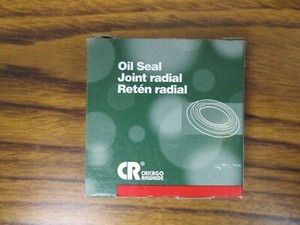 Oil Seal
Joint radial
Retén radial
CR®
CHICAGO
RAWHIDE